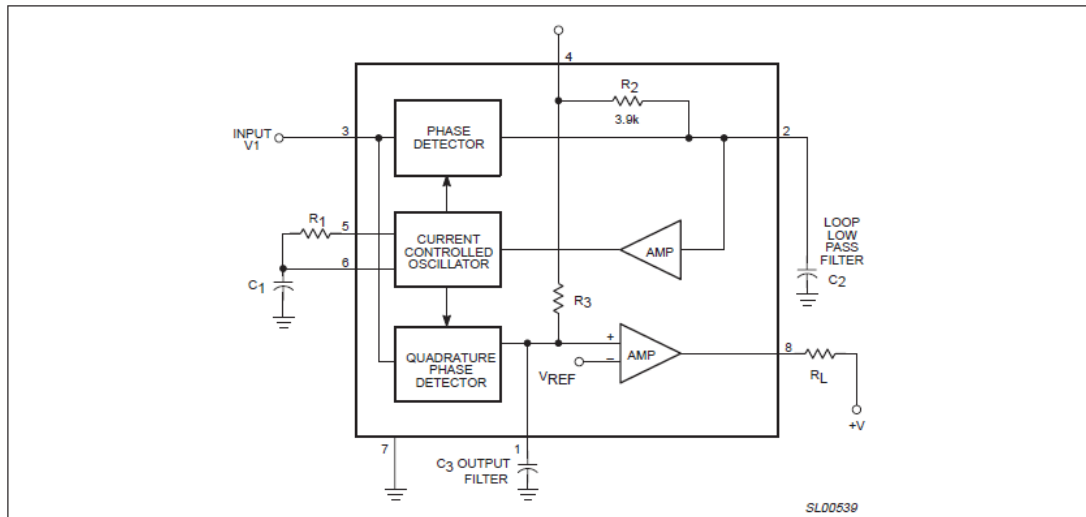 4
R2
3.9k
INPUT
V1
3
PHASE
DETECTOR
2
R1
5
6
C1
CURRENT
CONTROLLED
OSCILLATOR
AMP
LOOP
LOW
PASS
FILTER
C2
R3
QUADRATURE
PHASE
DETECTOR
+
–
VREF
AMP
8
RL
+V
7
1
C3 OUTPUT
FILTER
SL00539